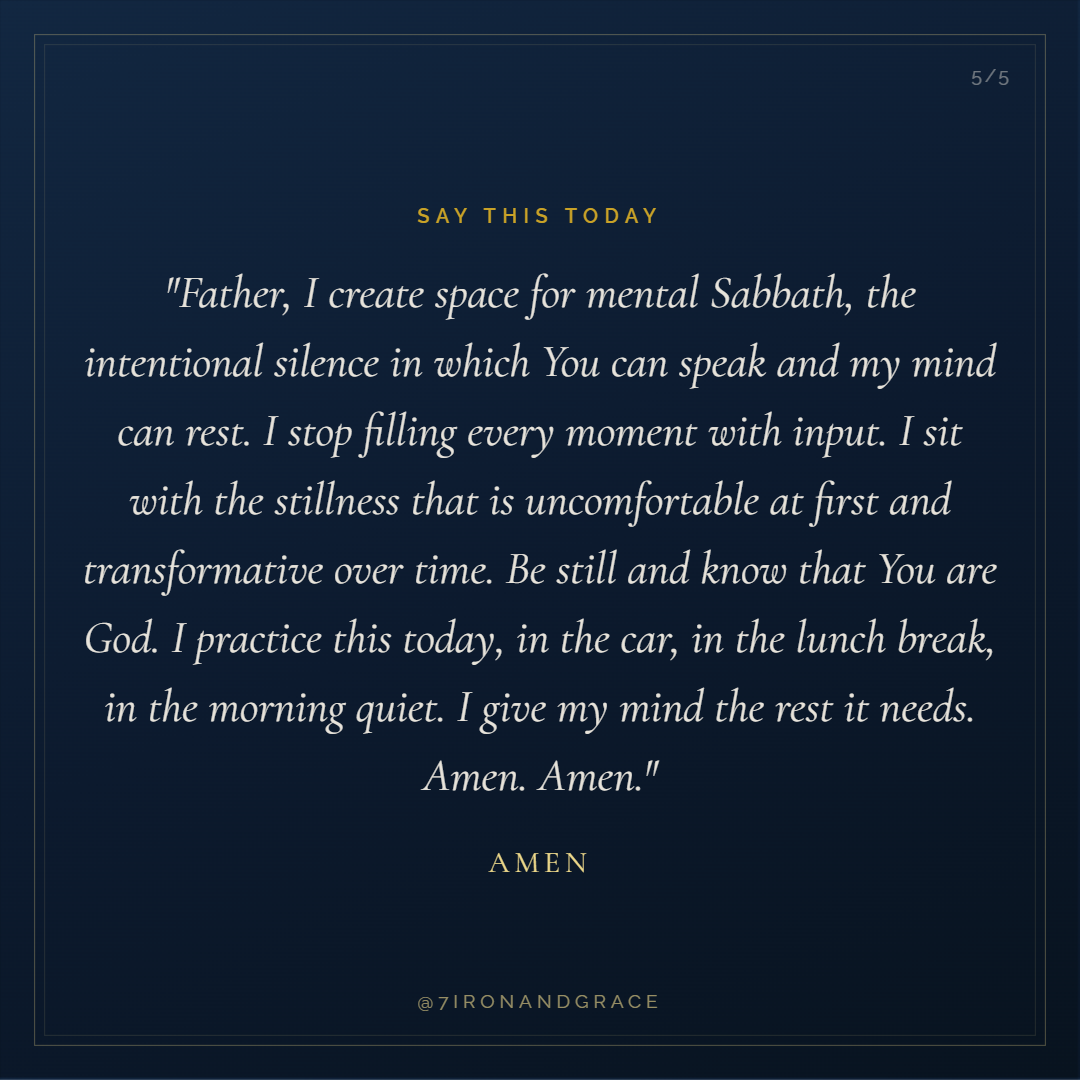 5/5
SAY THIS TODAY
"Father, I create space for mental Sabbath, the
intentional silence in which You can speak and my mind
can rest. I stop filling every moment with input. I sit
with the stillness that is uncomfortable at first and
transformative over time. Be still and know that You are
God. I practice this today, in the car, in the lunch break,
in the morning quiet. I give my mind the rest it needs.
Amen. Amen."
AMEN
@7IRONANDGRACE